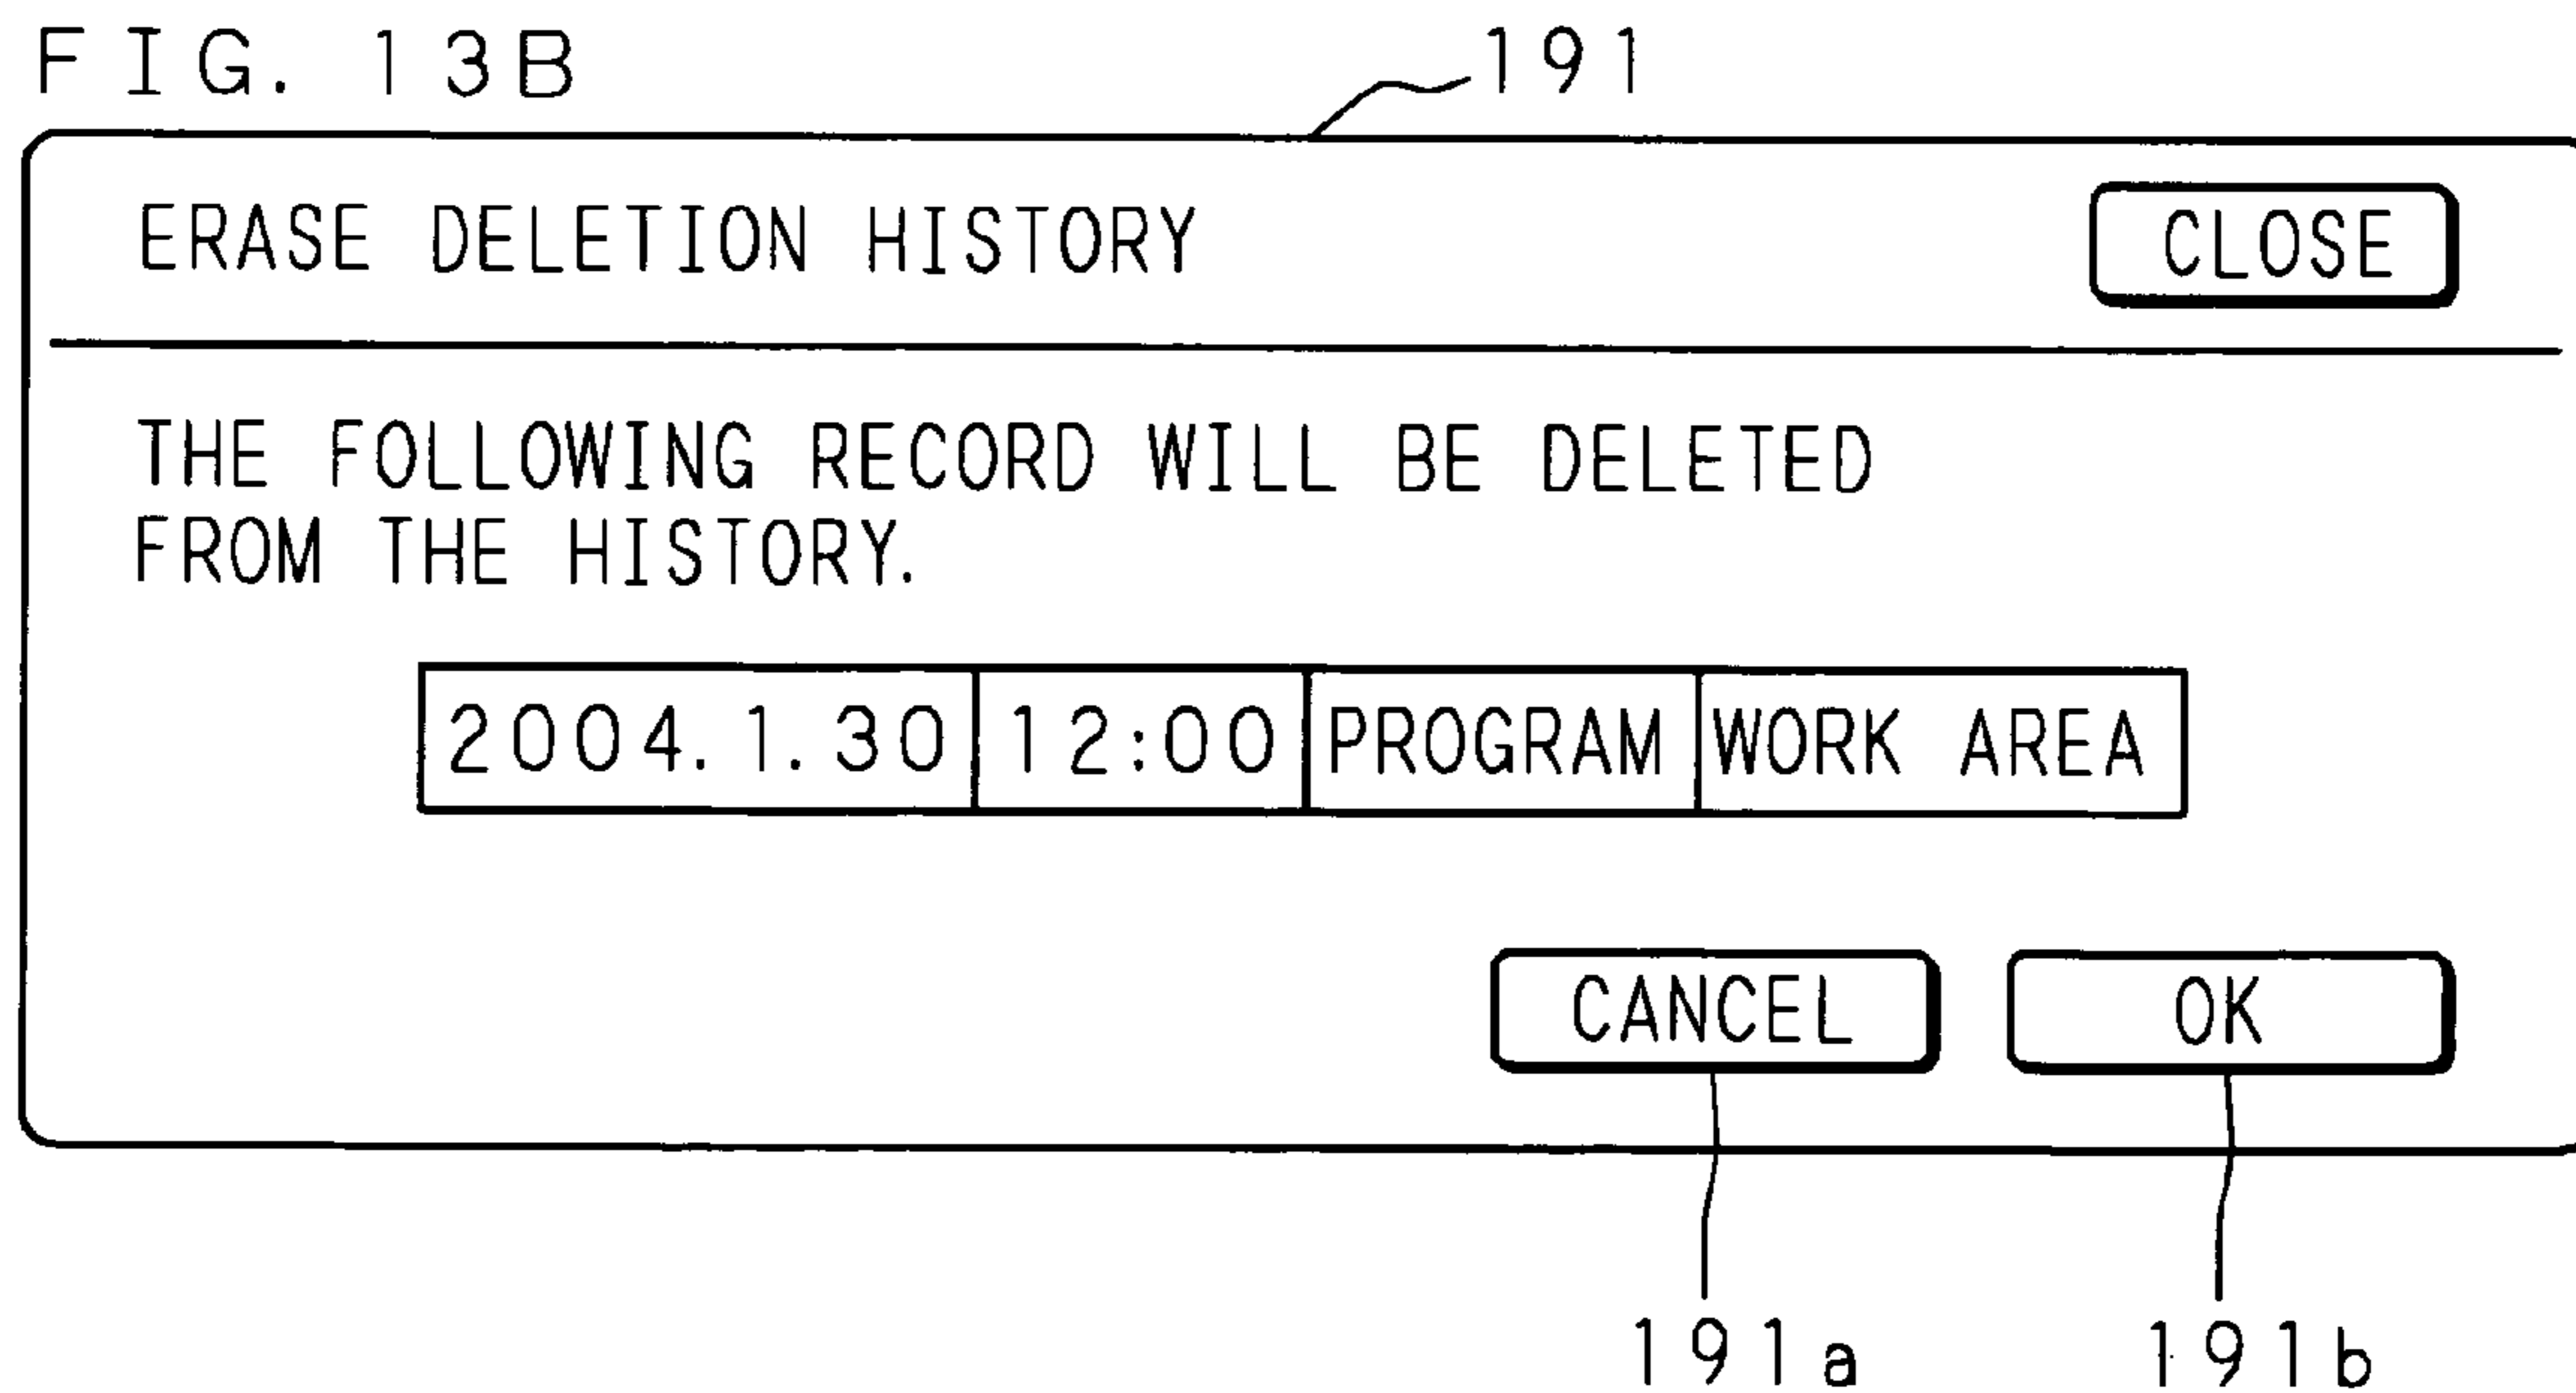 FIG. 13B
191
ERASE DELETION HISTORY CLOSE
THE FOLLOWING RECORD WILL BE DELETED
FROM THE HISTORY.
2004.1.30 12:00 PROGRAM WORK AREA
CANCEL OK
191a 191b